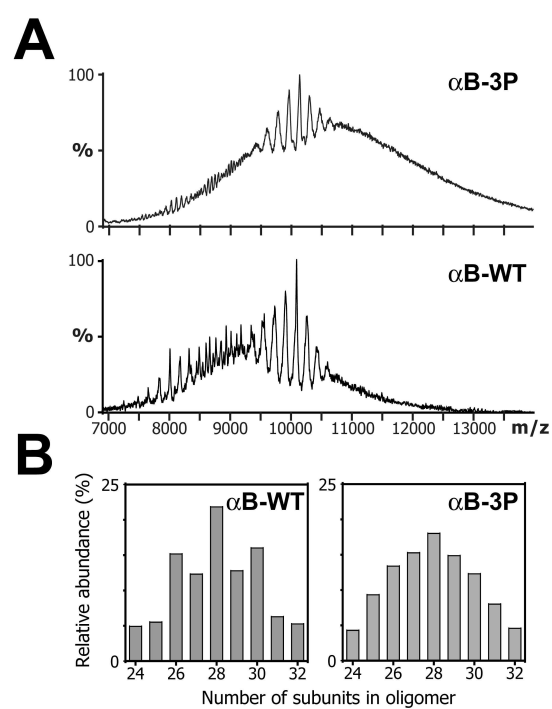 A
αB-3P
100
%
0
αB-WT
100
%
0
7000 8000 9000 10000 11000 12000 13000 m/z
B
αB-WT
αB-3P
Relative abundance (%)
25
0
24 26 28 30 32
25
0
24 26 28 30 32
Number of subunits in oligomer